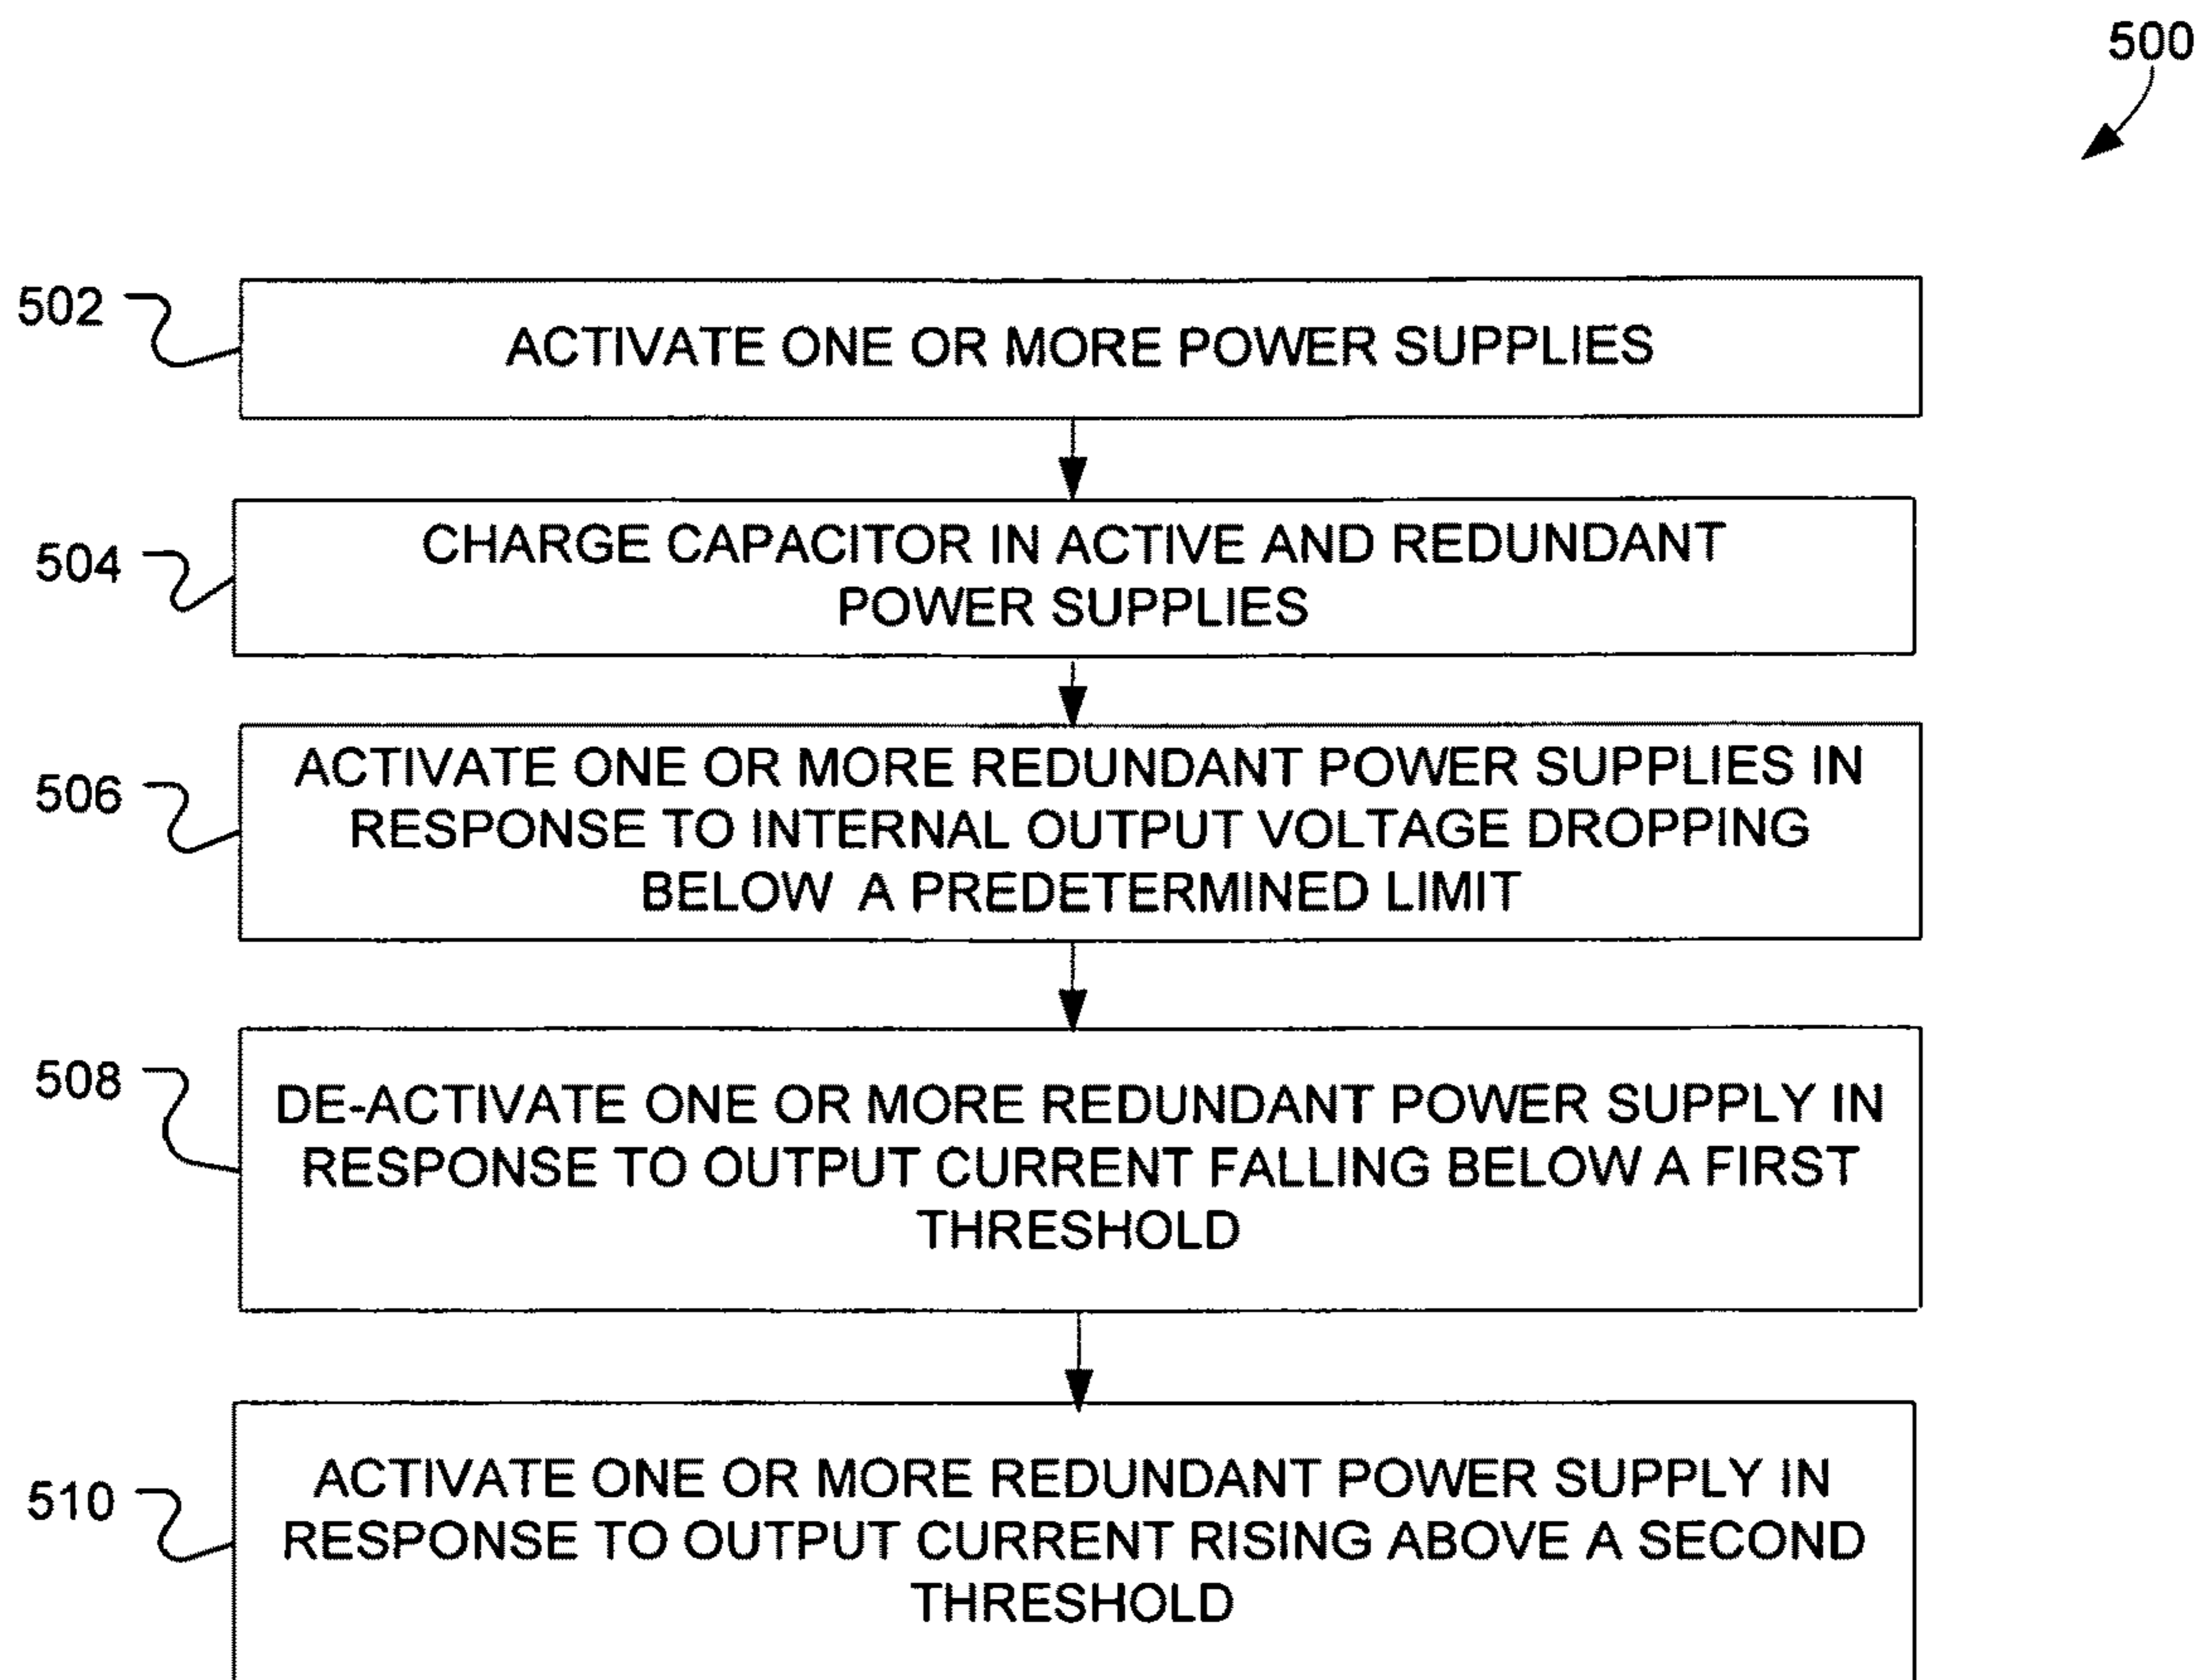 500
502
ACTIVATE ONE OR MORE POWER SUPPLIES
504
CHARGE CAPACITOR IN ACTIVE AND REDUNDANT
POWER SUPPLIES
506
ACTIVATE ONE OR MORE REDUNDANT POWER SUPPLIES IN
RESPONSE TO INTERNAL OUTPUT VOLTAGE DROPPING
BELOW A PREDETERMINED LIMIT
508
DE-ACTIVATE ONE OR MORE REDUNDANT POWER SUPPLY IN
RESPONSE TO OUTPUT CURRENT FALLING BELOW A FIRST
THRESHOLD
510
ACTIVATE ONE OR MORE REDUNDANT POWER SUPPLY IN
RESPONSE TO OUTPUT CURRENT RISING ABOVE A SECOND
THRESHOLD